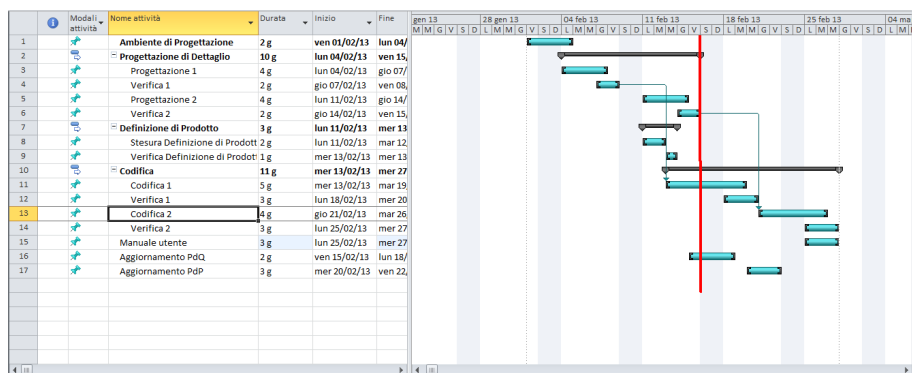 Modali attività Nome attività Durata Inizio Fine gen 13 28 gen 13 04 feb 13 11 feb 13 18 feb 13 25 feb 13 04 ma
M M G V S D L M M G V S D L M M G V S D L M M G V S D L M M G V S D L M M G V S D L M M
1 Ambiente di Progettazione 2 g ven 01/02/13 lun 04/
2 Progettazione di Dettaglio 10 g lun 04/02/13 ven 15,
3 Progettazione 1 4 g lun 04/02/13 gio 07/
4 Verifica 1 2 g gio 07/02/13 ven 08,
5 Progettazione 2 4 g lun 11/02/13 gio 14/
6 Verifica 2 2 g gio 14/02/13 ven 15,
7 Definizione di Prodotto 3 g lun 11/02/13 mer 13
8 Stesura Definizione di Prodott 2 g lun 11/02/13 mar 12,
9 Verifica Definizione di Prodott 1 g mer 13/02/13 mer 13
10 Codifica 11 g mer 13/02/13 mer 27
11 Codifica 1 5 g mer 13/02/13 mar 19,
12 Verifica 1 3 g lun 18/02/13 mer 20
13 Codifica 2 4 g gio 21/02/13 mar 26,
14 Verifica 2 3 g lun 25/02/13 mer 27
15 Manuale utente 3 g lun 25/02/13 mer 27
16 Aggiornamento PdQ 2 g ven 15/02/13 lun 18/
17 Aggiornamento PdP 3 g mer 20/02/13 ven 22,